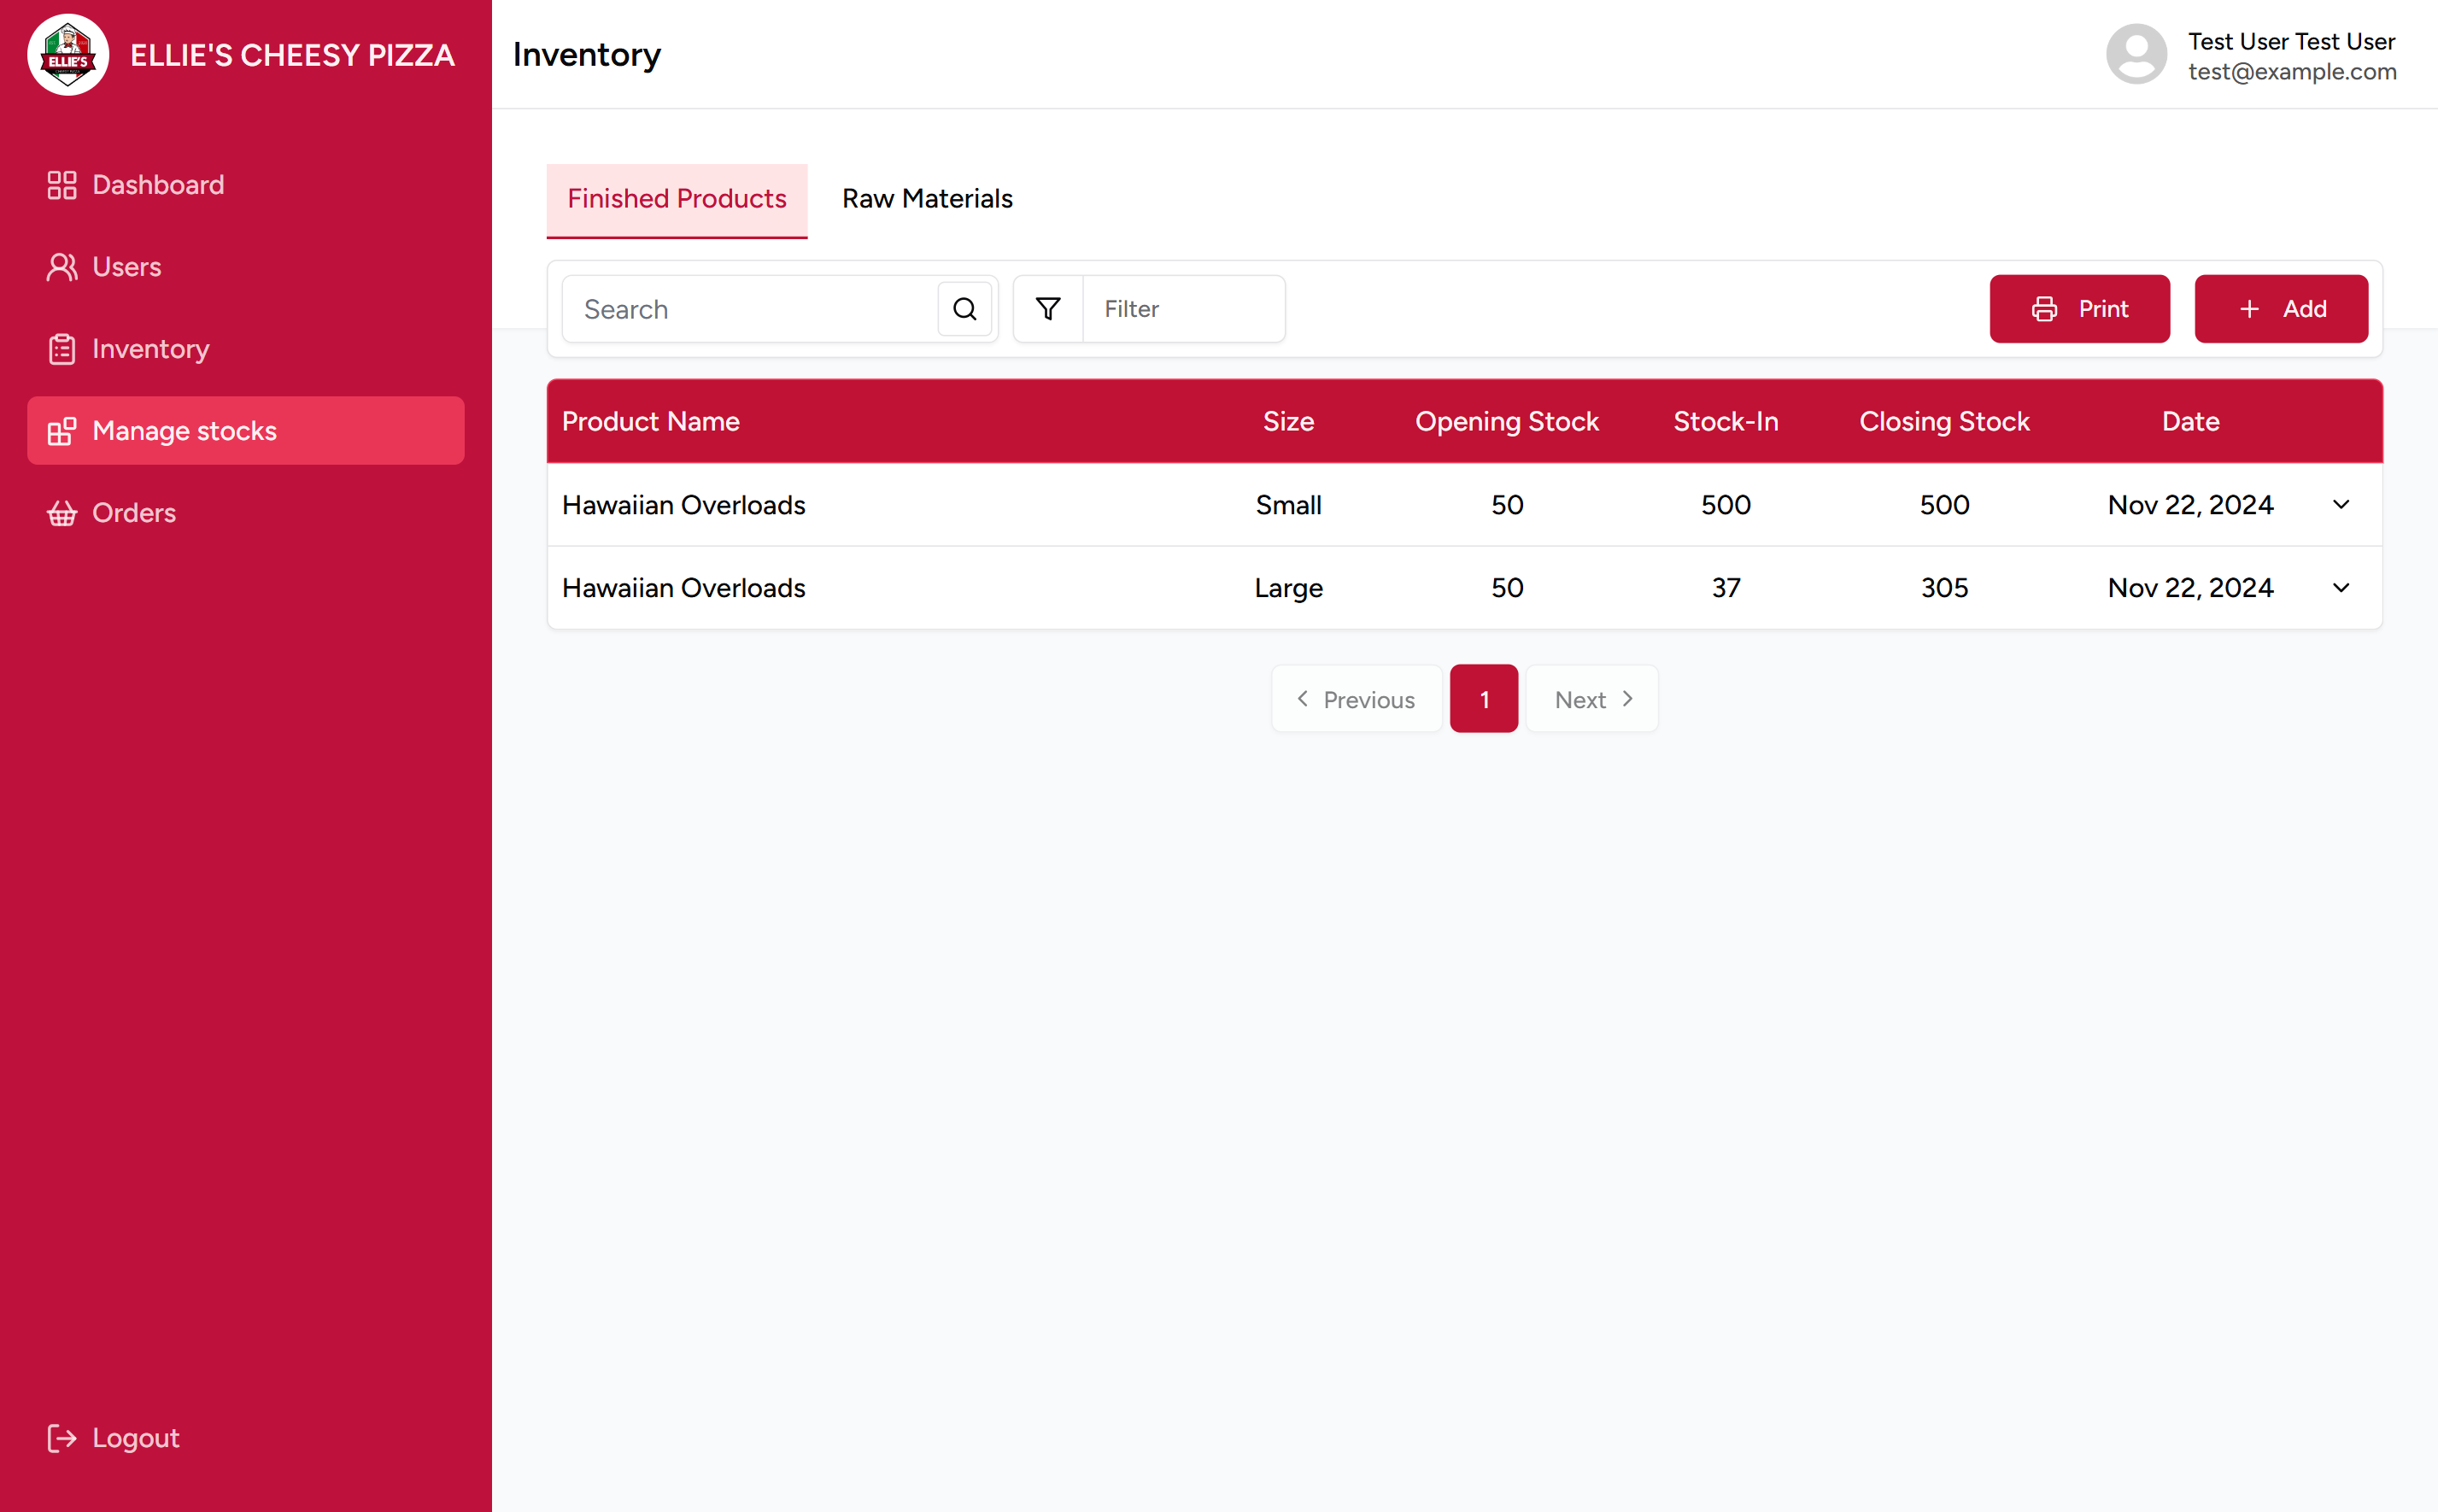 ELLIE'S
ELLIE'S CHEESY PIZZA
Inventory
Test User Test User
test@example.com
Dashboard
Users
Inventory
Manage stocks
Orders
Logout
Finished Products
Raw Materials
Search
Filter
Print
Add
Product Name Size Opening Stock Stock-In Closing Stock Date
Hawaiian Overloads Small 50 500 500 Nov 22, 2024
Hawaiian Overloads Large 50 37 305 Nov 22, 2024
Previous 1 Next